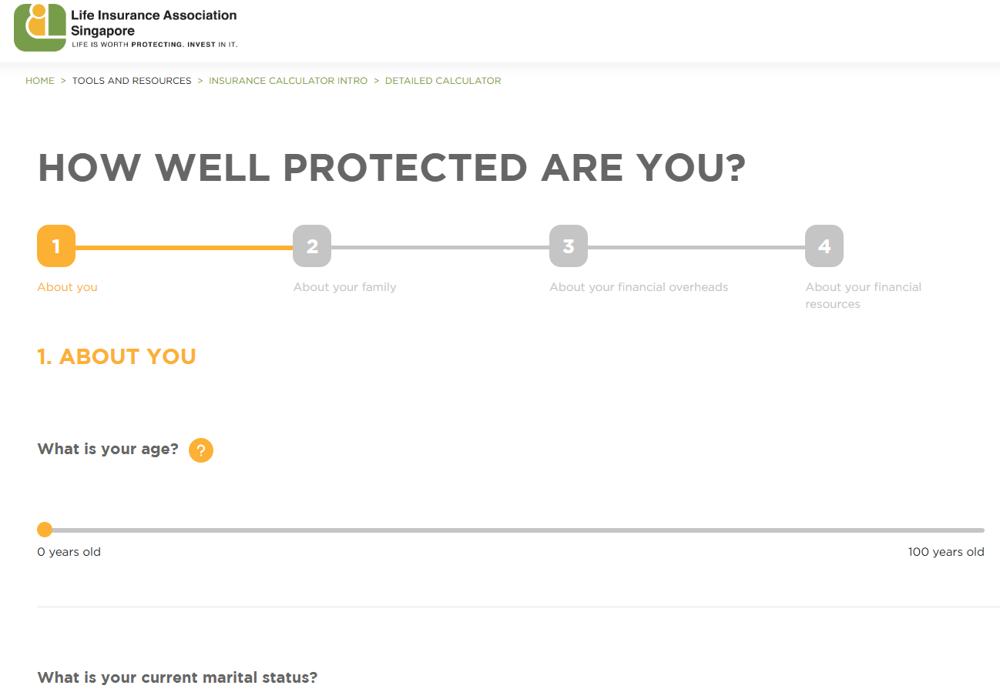 Life Insurance Association
Singapore
LIFE IS WORTH PROTECTING. INVEST IN IT.
HOME > TOOLS AND RESOURCES > INSURANCE CALCULATOR INTRO > DETAILED CALCULATOR
HOW WELL PROTECTED ARE YOU?
1 2 3 4
About you About your family About your financial overheads About your financial
resources
1. ABOUT YOU
What is your age? ?
0 years old 100 years old
What is your current marital status?